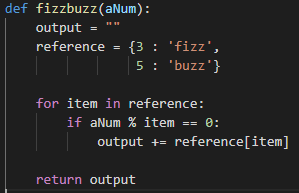 def fizzbuzz(aNum):
    output = ""
    reference = {3 : 'fizz',
                 5 : 'buzz'}
    for item in reference:
        if aNum % item == 0:
            output += reference[item]
    return output